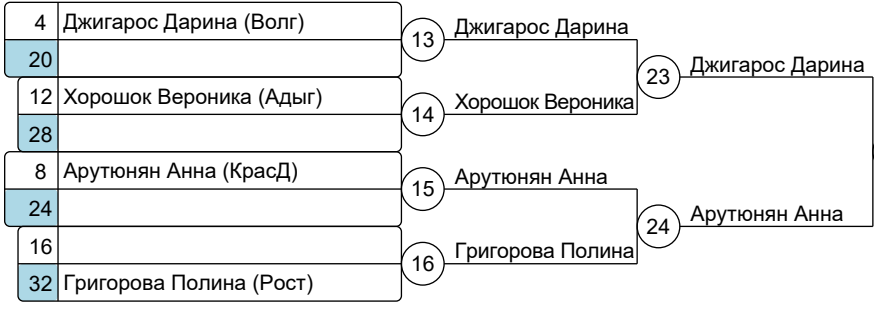 4 Джигарос Дарина (Волг)
20
13
Джигарос Дарина
12 Хорошок Вероника (Адыг)
28
14
Хорошок Вероника
23
Джигарос Дарина
8 Арутюнян Анна (КрасД)
24
15
Арутюнян Анна
16
32 Григорова Полина (Рост)
16
Григорова Полина
24
Арутюнян Анна